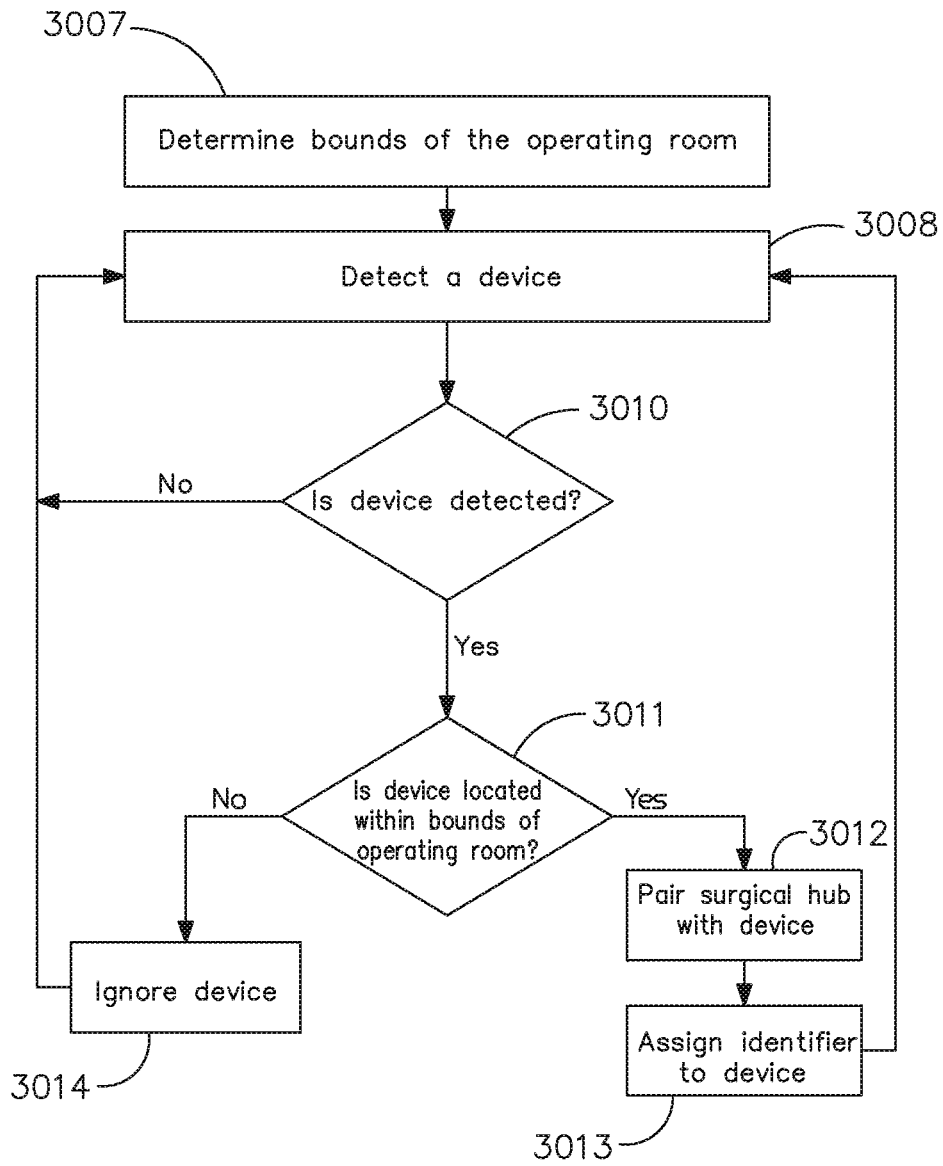 3007
Determine bounds of the operating room
3008
Detect a device
3010
Is device detected?
No
Yes
3011
Is device located
within bounds of
operating room?
No
Yes
3012
Pair surgical hub
with device
Ignore device
3014
Assign identifier
to device
3013